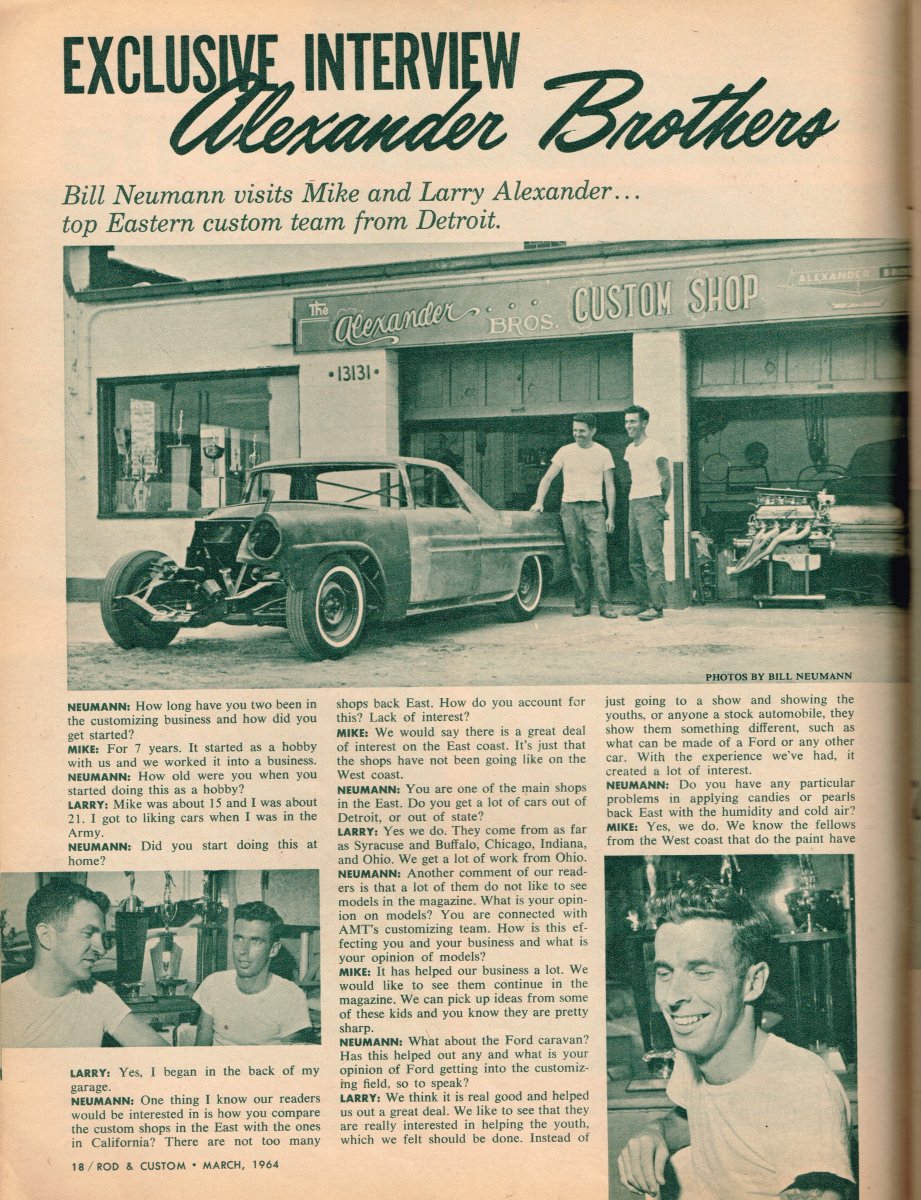 EXCLUSIVE INTERVIEW
Alexander Brothers
Bill Neumann visits Mike and Larry Alexander...
top Eastern custom team from Detroit.
The Alexander BROS. CUSTOM SHOP
ALEXANDER
•13131•
PHOTOS BY BILL NEUMANN
NEUMANN: How long have you two been in
the customizing business and how did you
get started?
MIKE: For 7 years. It started as a hobby
with us and we worked it into a business.
NEUMANN: How old were you when you
started doing this as a hobby?
LARRY: Mike was about 15 and I was about
21. I got to liking cars when I was in the
Army.
NEUMANN: Did you start doing this at
home?
LARRY: Yes, I began in the back of my
garage.
NEUMANN: One thing I know our readers
would be interested in is how you compare
the custom shops in the East with the ones
in California? There are not too many
shops back East. How do you account for
this? Lack of interest?
MIKE: We would say there is a great deal
of interest on the East coast. It's just that
the shops have not been going like on the
West coast.
NEUMANN: You are one of the main shops
in the East. Do you get a lot of cars out of
Detroit, or out of state?
LARRY: Yes we do. They come from as far
as Syracuse and Buffalo, Chicago, Indiana,
and Ohio. We get a lot of work from Ohio.
NEUMANN: Another comment of our read-
ers is that a lot of them do not like to see
models in the magazine. What is your opin-
ion on models? You are connected with
AMT's customizing team. How is this ef-
fecting you and your business and what is
your opinion of models?
MIKE: It has helped our business a lot. We
would like to see them continue in the
magazine. We can pick up ideas from some
of these kids and you know they are pretty
sharp.
NEUMANN: What about the Ford caravan?
Has this helped out any and what is your
opinion of Ford getting into the customiz-
ing field, so to speak?
LARRY: We think it is real good and helped
us out a great deal. We like to see that they
are really interested in helping the youth,
which we felt should be done. Instead of
just going to a show and showing the
youths, or anyone a stock automobile, they
show them something different, such as
what can be made of a Ford or any other
car. With the experience we've had, it
created a lot of interest.
NEUMANN: Do you have any particular
problems in applying candies or pearls
back East with the humidity and cold air?
MIKE: Yes, we do. We know the fellows
from the West coast that do the paint have
18 / ROD & CUSTOM • MARCH, 1964